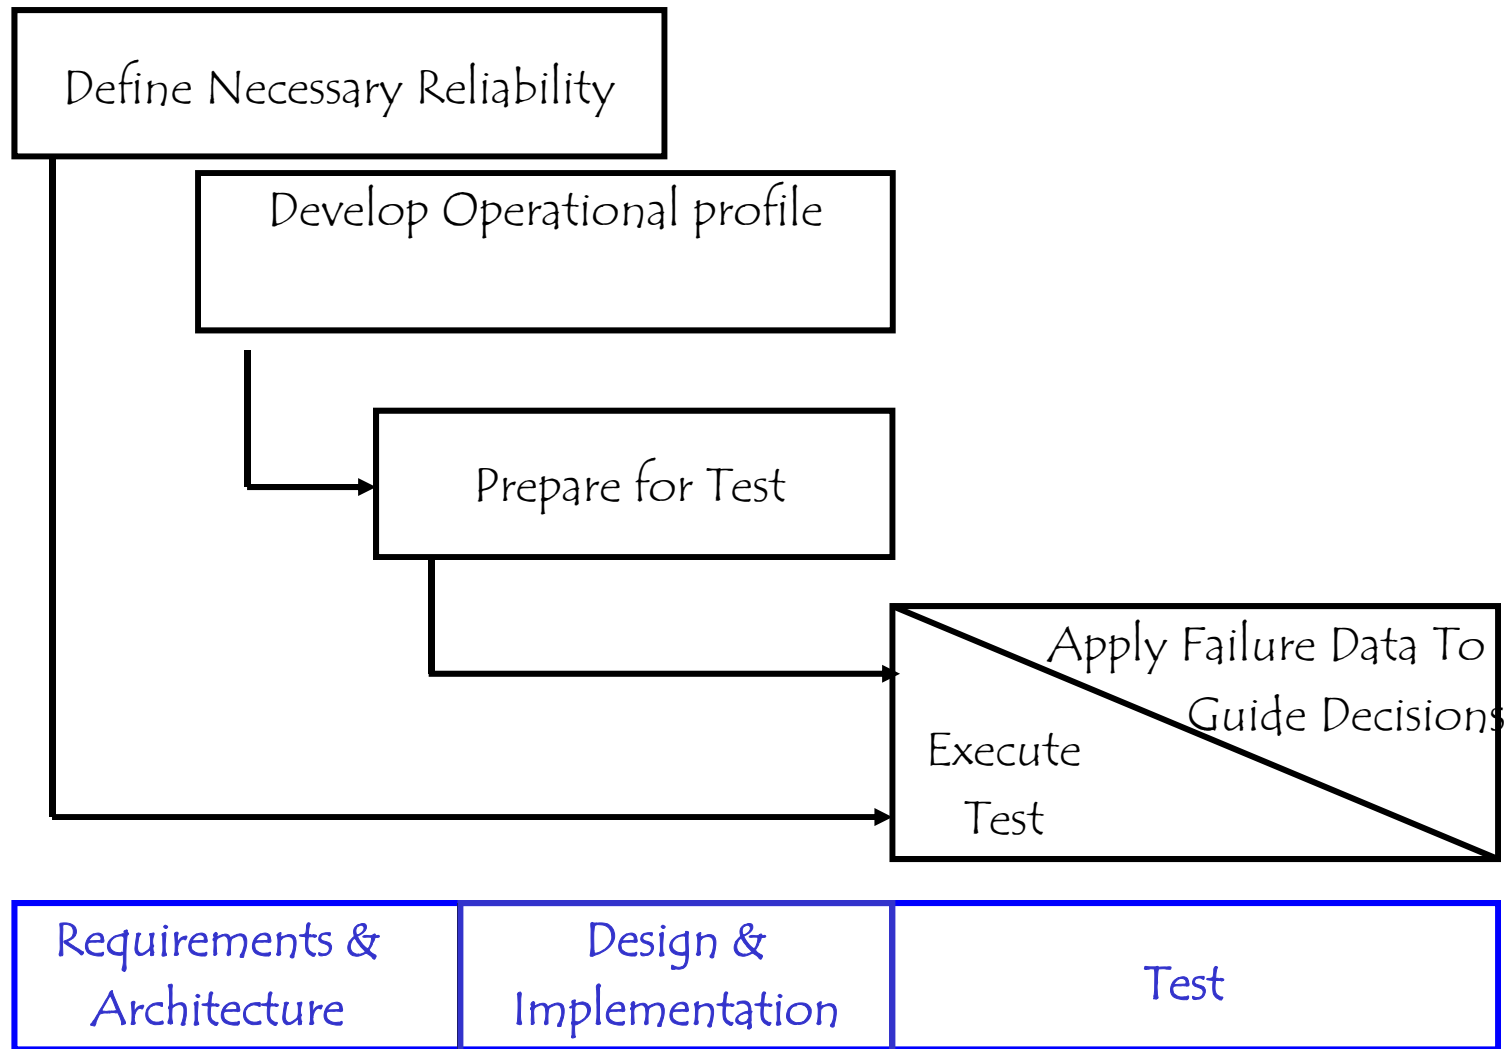 Define Necessary Reliability
Develop Operational profile
Prepare for Test
Apply Failure Data To
Guide Decisions
Execute
Test
Requirements &
Architecture
Design &
Implementation
Test